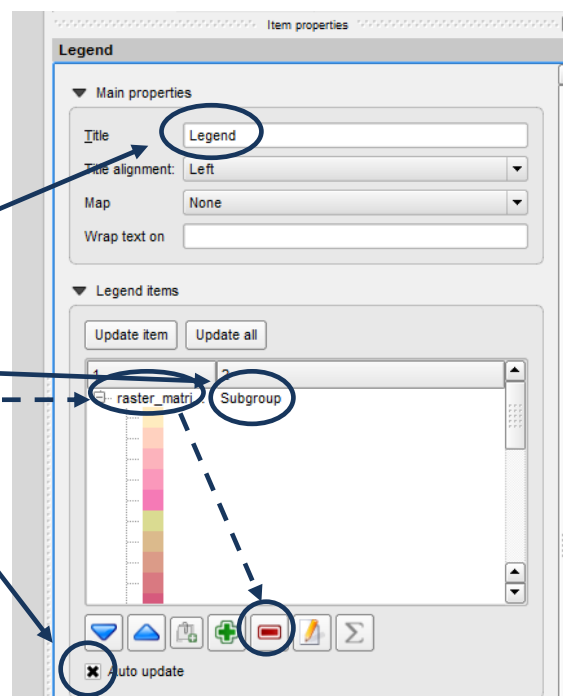 Item properties
Legend
Main properties
Title Legend
Title alignment: Left
Map None
Wrap text on
Legend items
Update item Update all
1 2
raster_matri... Subgroup
Auto update